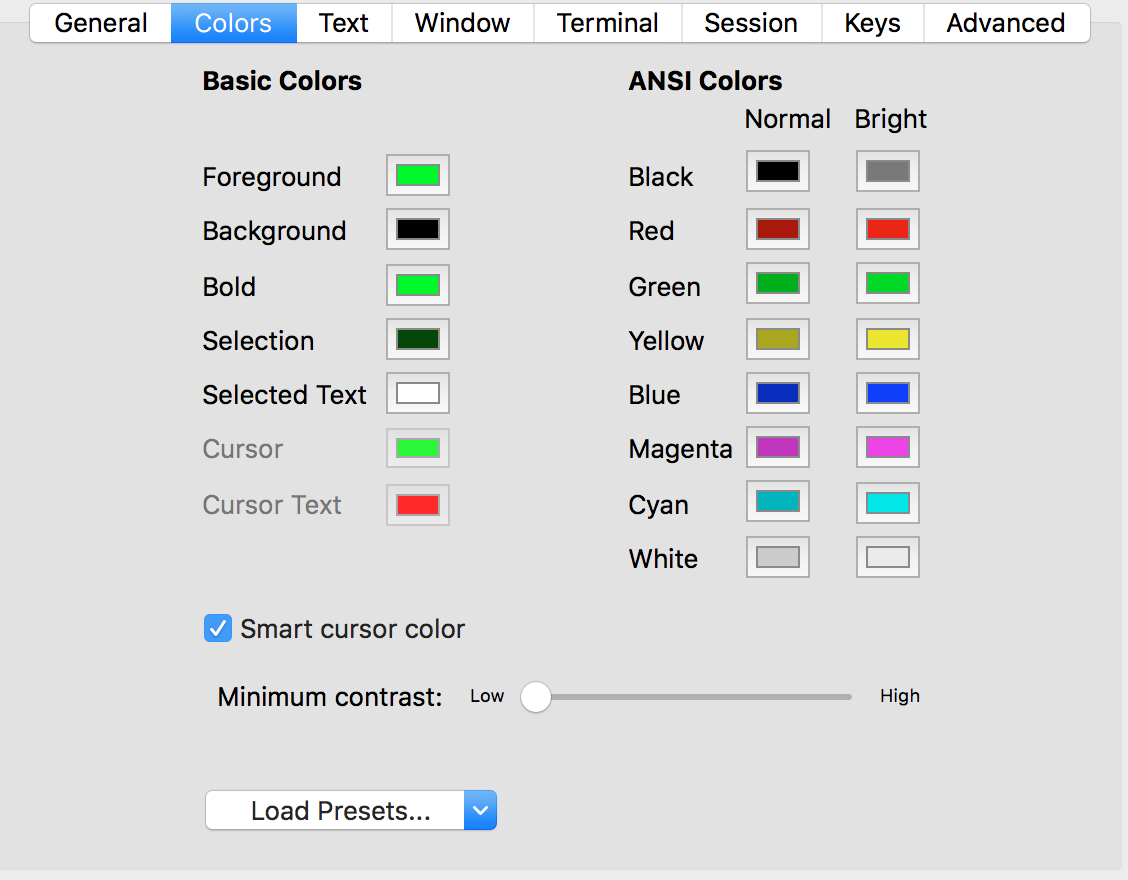 General Colors Text Window Terminal Session Keys Advanced
Basic Colors
Foreground
Background
Bold
Selection
Selected Text
Cursor
Cursor Text
ANSI Colors
Normal Bright
Black
Red
Green
Yellow
Blue
Magenta
Cyan
White
Smart cursor color
Minimum contrast: Low High
Load Presets...